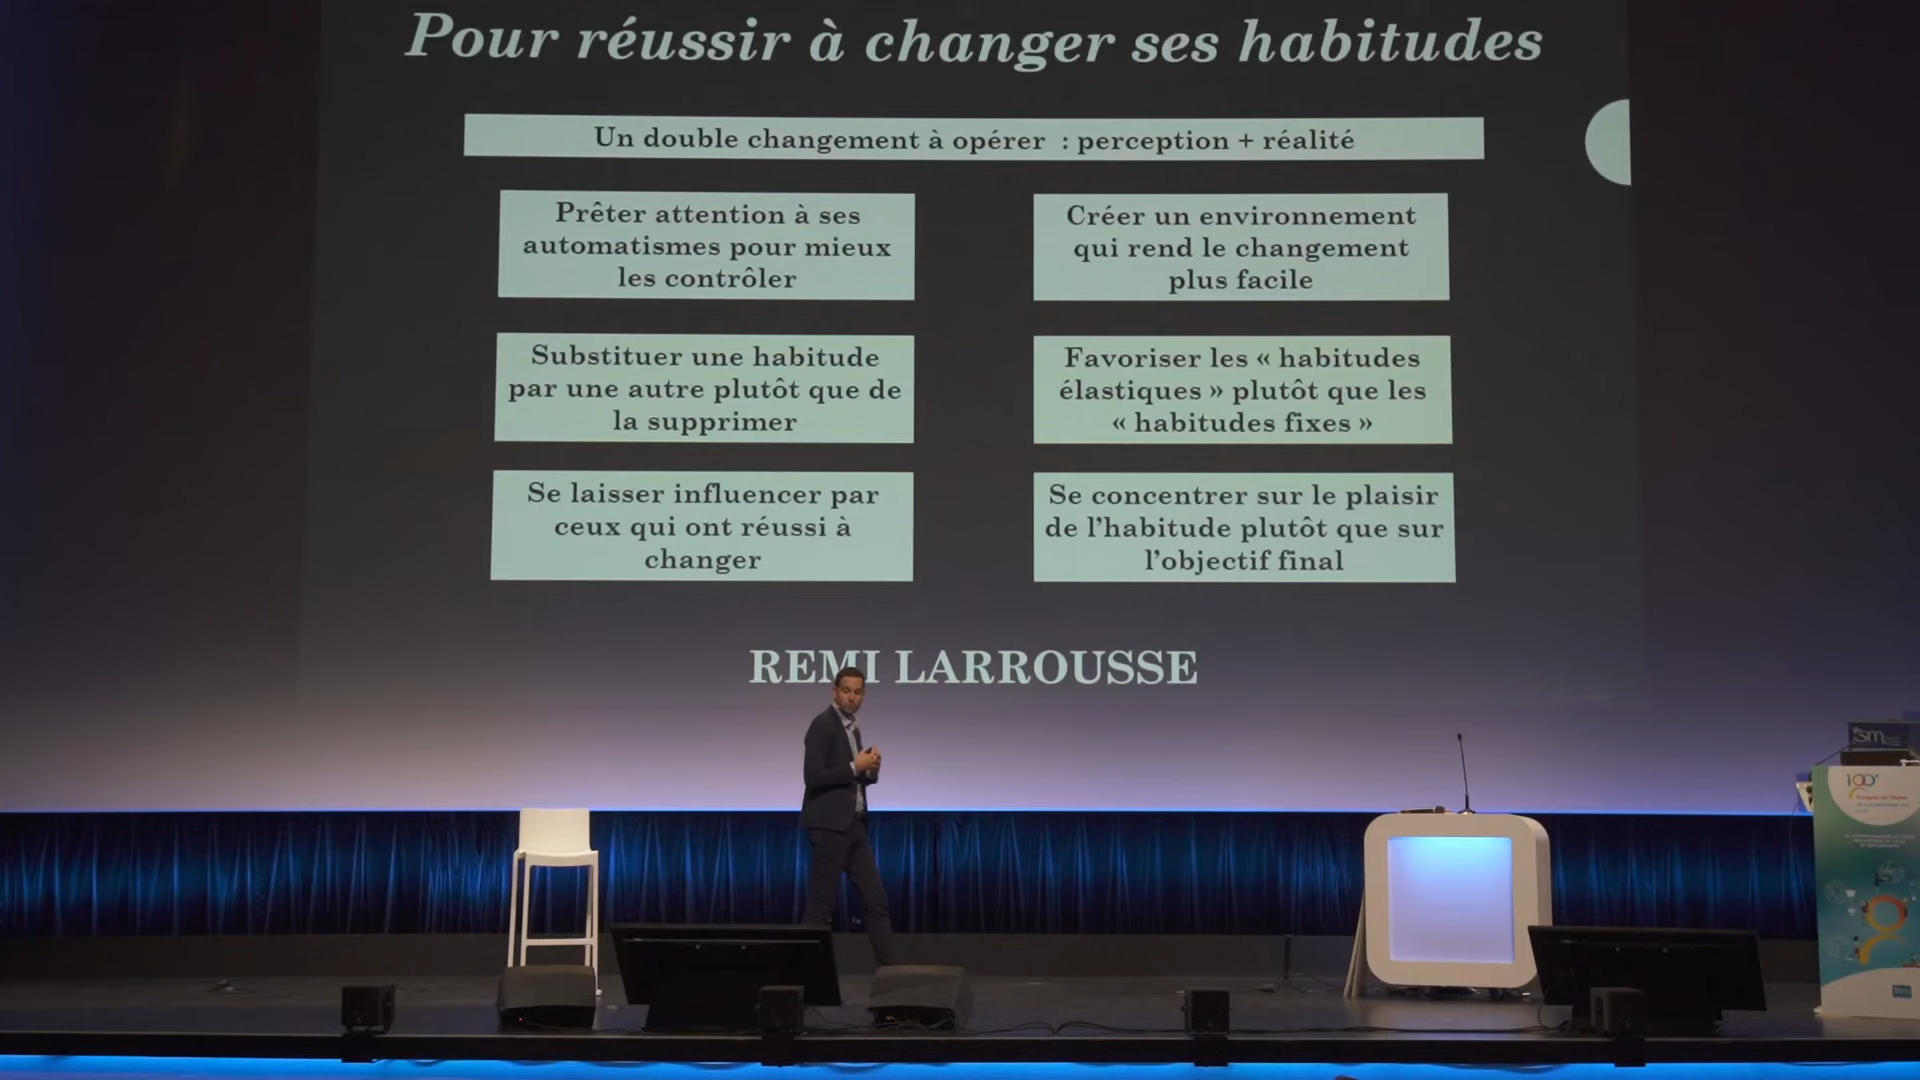 Pour réussir à changer ses habitudes
Un double changement à opérer : perception + réalité
Prêter attention à ses
automatismes pour mieux
les contrôler
Créer un environnement
qui rend le changement
plus facile
Substituer une habitude
par une autre plutôt que de
la supprimer
Favoriser les « habitudes
élastiques » plutôt que les
« habitudes fixes »
Se laisser influencer par
ceux qui ont réussi à
changer
Se concentrer sur le plaisir
de l'habitude plutôt que sur
l'objectif final
REMI LARROUSSE
sm
100